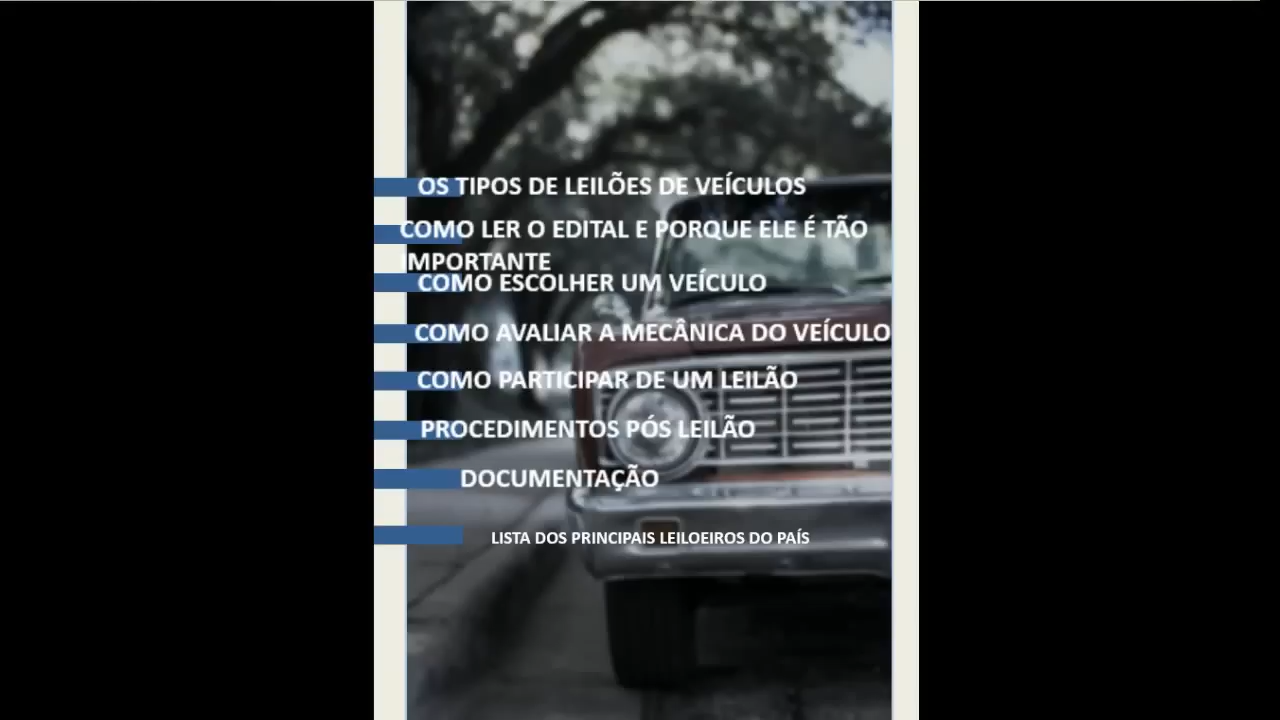 OS TIPOS DE LEILÕES DE VEÍCULOS
COMO LER O EDITAL E PORQUE ELE É TÃO
IMPORTANTE
COMO ESCOLHER UM VEÍCULO
COMO AVALIAR A MECÂNICA DO VEÍCULO
COMO PARTICIPAR DE UM LEILÃO
PROCEDIMENTOS PÓS LEILÃO
DOCUMENTAÇÃO
LISTA DOS PRINCIPAIS LEILOEIROS DO PAÍS